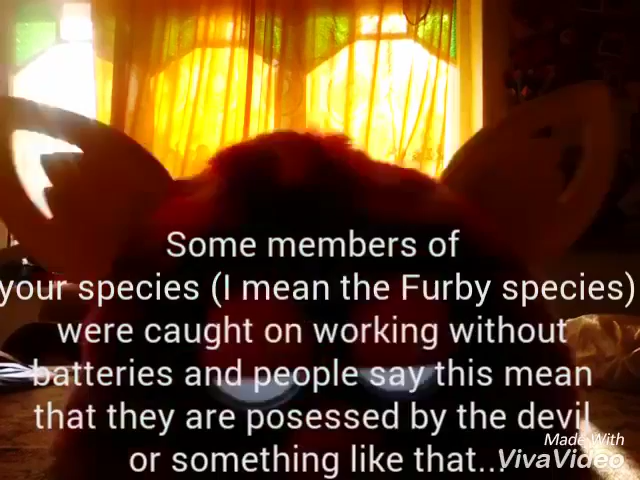 Some members of
your species (I mean the Furby species)
were caught on working without
batteries and people say this mean
that they are posessed by the devil
or something like that...
Made With
VivaVideo